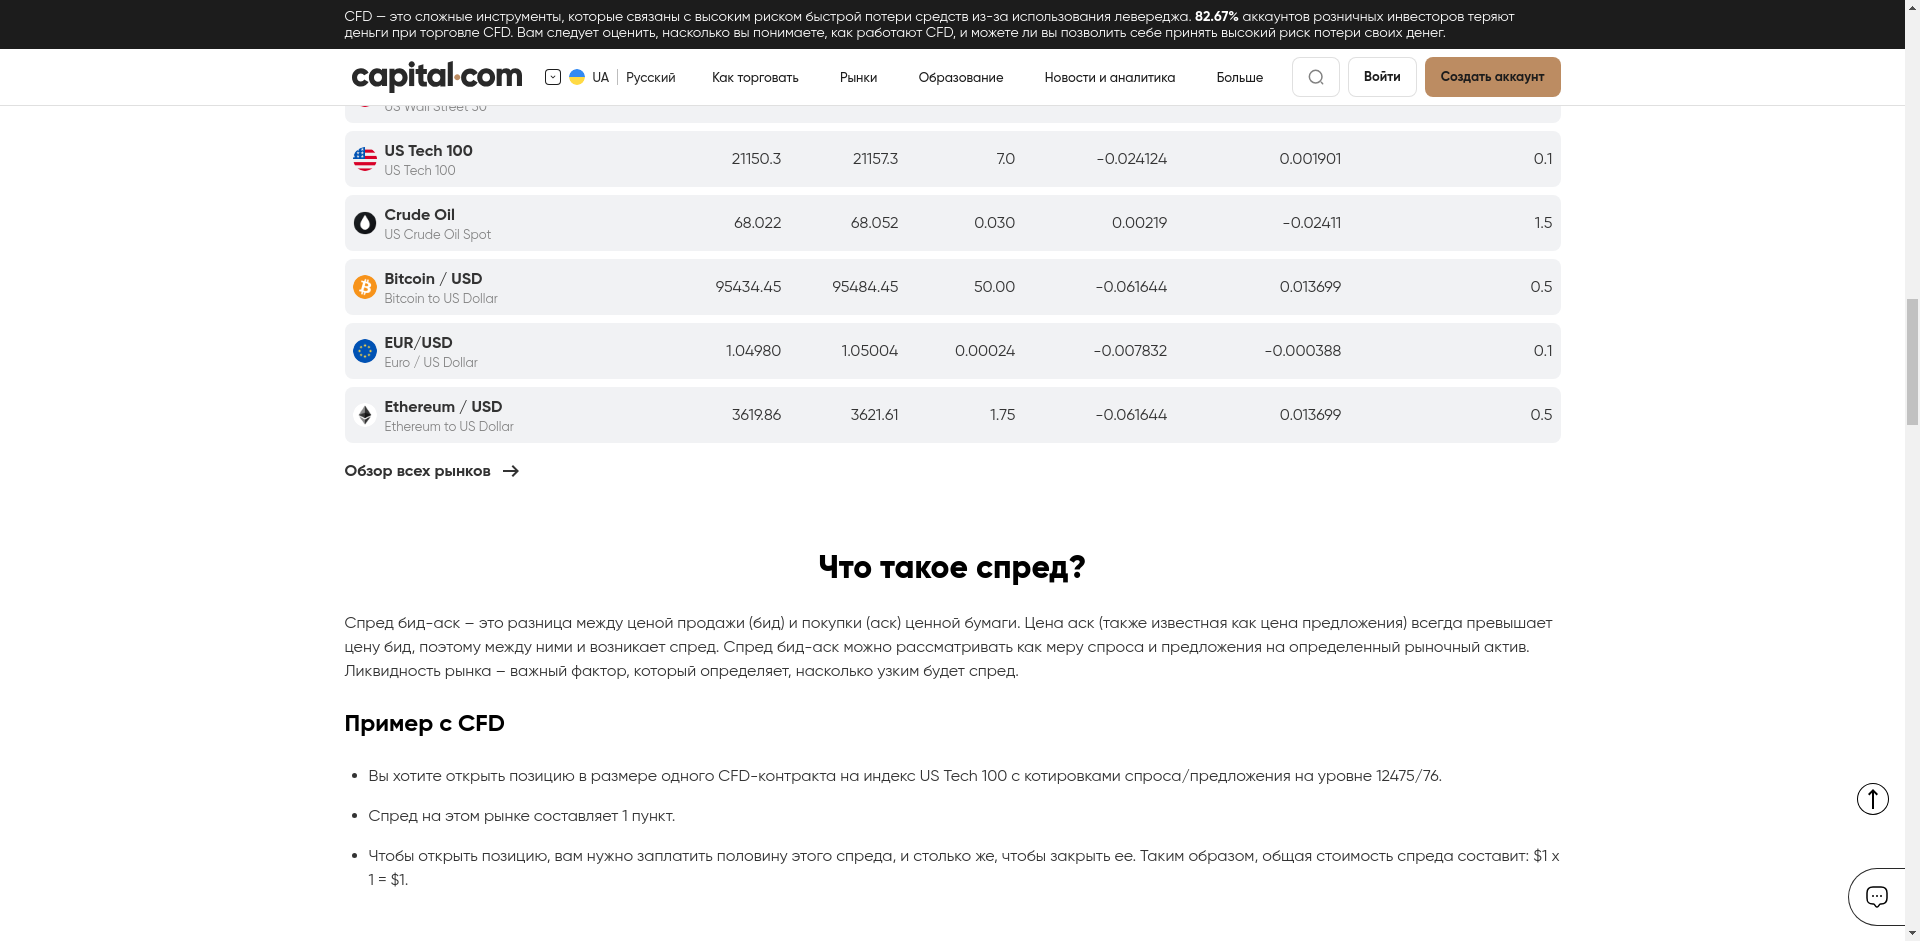 CFD — это сложные инструменты, которые связаны с высоким риском быстрой потери средств из-за использования левереджа. 82.67% аккаунтов розничных инвесторов теряют
деньги при торговле CFD. Вам следует оценить, насколько вы понимаете, как работают CFD, и можете ли вы позволить себе принять высокий риск потери своих денег.
capital.com UA Русский Как торговать Рынки Образование Новости и аналитика Больше Войти Создать аккаунт
US Wall Street 30
US Tech 100 21150.3 21157.3 7.0 -0.024124 0.001901 0.1
US Tech 100
Crude Oil 68.022 68.052 0.030 0.00219 -0.02411 1.5
US Crude Oil Spot
Bitcoin / USD 95434.45 95484.45 50.00 -0.061644 0.013699 0.5
Bitcoin to US Dollar
EUR/USD 1.04980 1.05004 0.00024 -0.007832 -0.000388 0.1
Euro / US Dollar
Ethereum / USD 3619.86 3621.61 1.75 -0.061644 0.013699 0.5
Ethereum to US Dollar
Обзор всех рынков
Что такое спред?
Спред бид-аск – это разница между ценой продажи (бид) и покупки (аск) ценной бумаги. Цена аск (также известная как цена предложения) всегда превышает
цену бид, поэтому между ними и возникает спред. Спред бид-аск можно рассматривать как меру спроса и предложения на определенный рыночный актив.
Ликвидность рынка – важный фактор, который определяет, насколько узким будет спред.
Пример с CFD
Вы хотите открыть позицию в размере одного CFD-контракта на индекс US Tech 100 с котировками спроса/предложения на уровне 12475/76.
Спред на этом рынке составляет 1 пункт.
Чтобы открыть позицию, вам нужно заплатить половину этого спреда, и столько же, чтобы закрыть ее. Таким образом, общая стоимость спреда составит: $1 x
1 = $1.